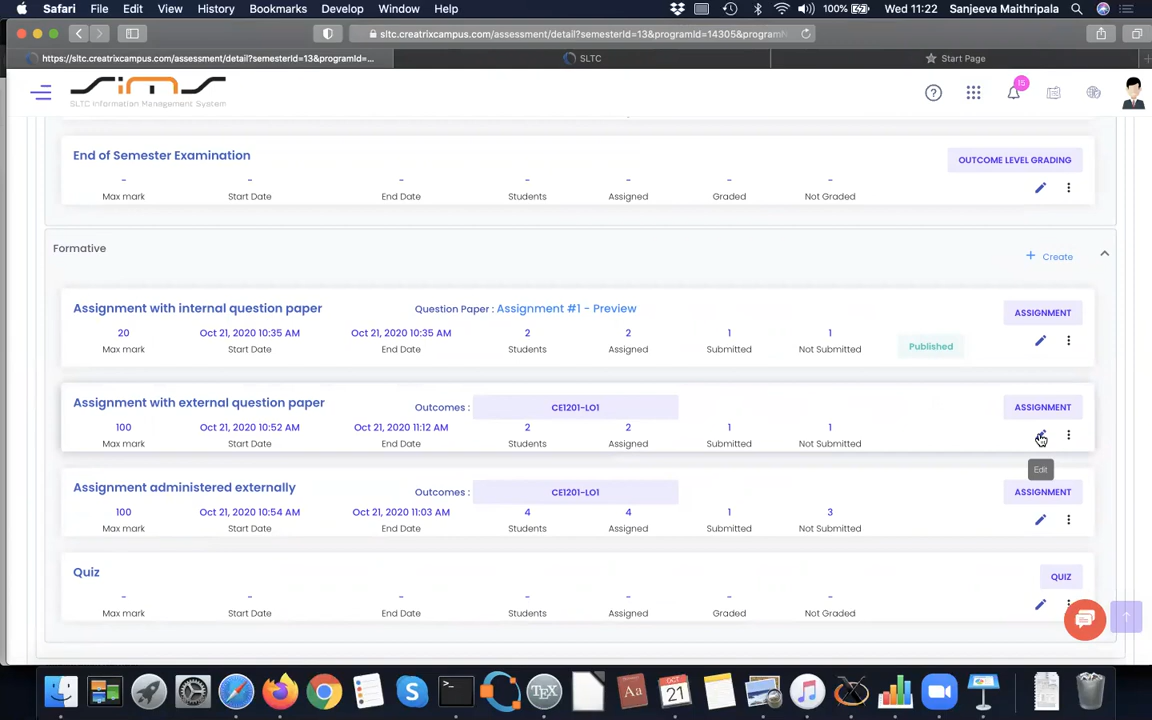 Safari File Edit View History Bookmarks Develop Window Help 100% Wed 11:22 Sanjeeva Maithripala
sltc.creatrixcampus.com/assessment/detail?semesterId=13&programId=14305&program
https://sltc.creatrixcampus.com/assessment/detail?semesterId=13&programId=... SLTC Start Page
SIMS
SLTC Information Management System
15
End of Semester Examination OUTCOME LEVEL GRADING
- - - - - - -
Max mark Start Date End Date Students Assigned Graded Not Graded
Formative + Create
Assignment with internal question paper Question Paper : Assignment #1 - Preview ASSIGNMENT
20 Oct 21, 2020 10:35 AM Oct 21, 2020 10:35 AM 2 2 1 1
Max mark Start Date End Date Students Assigned Submitted Not Submitted Published
Assignment with external question paper Outcomes : CE1201-LO1 ASSIGNMENT
100 Oct 21, 2020 10:52 AM Oct 21, 2020 11:12 AM 2 2 1 1
Max mark Start Date End Date Students Assigned Submitted Not Submitted
Edit
Assignment administered externally Outcomes : CE1201-LO1 ASSIGNMENT
100 Oct 21, 2020 10:54 AM Oct 21, 2020 11:03 AM 4 4 1 3
Max mark Start Date End Date Students Assigned Submitted Not Submitted
Quiz QUIZ
- - - - - - -
Max mark Start Date End Date Students Assigned Graded Not Graded
TEX Aa OCT 21